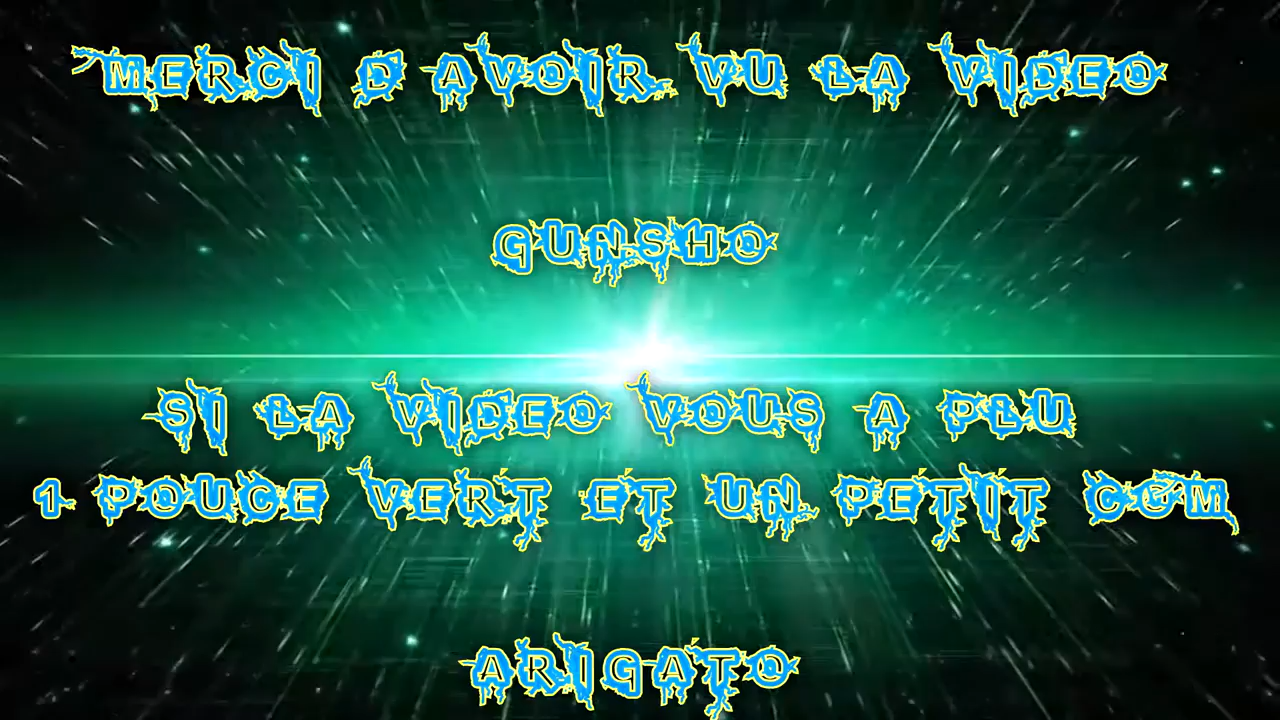 MERCI D AVOIR VU LA VIDEO
GUNSHO
SI LA VIDEO VOUS A PLU
1 POUCE VERT ET UN PETIT COM
ARIGATO